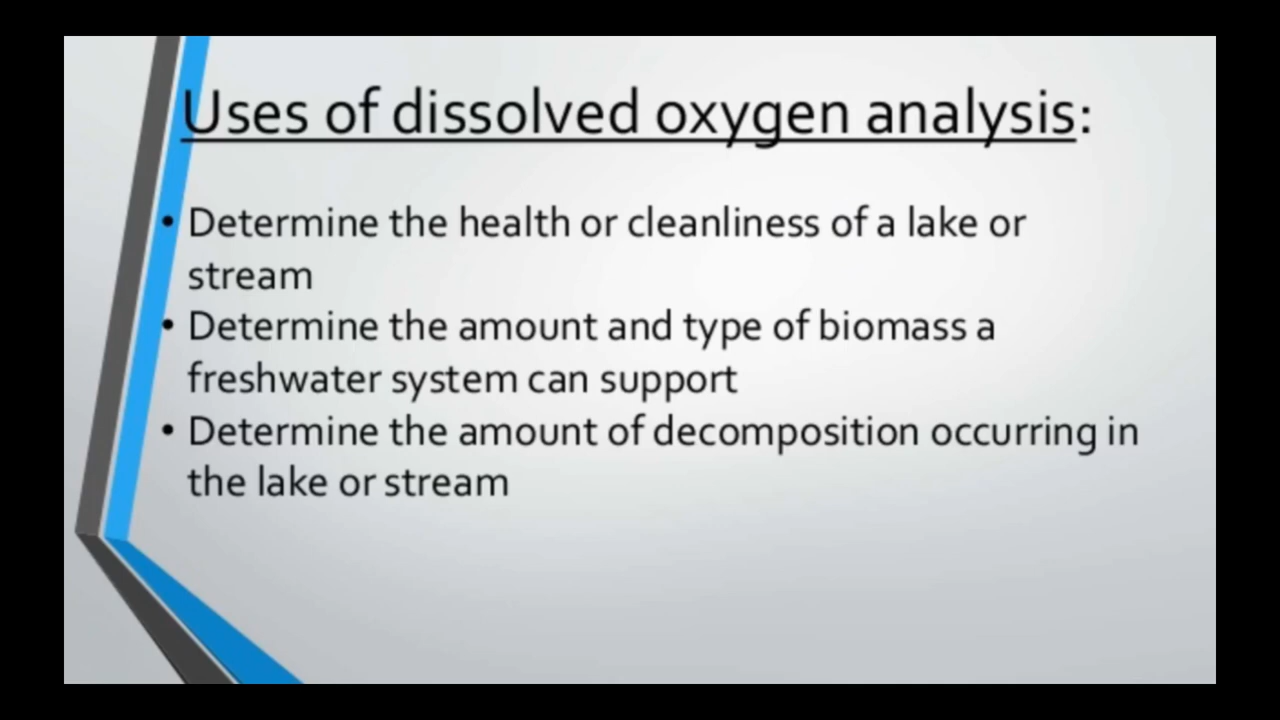 Uses of dissolved oxygen analysis:
• Determine the health or cleanliness of a lake or
stream
• Determine the amount and type of biomass a
freshwater system can support
• Determine the amount of decomposition occurring in
the lake or stream